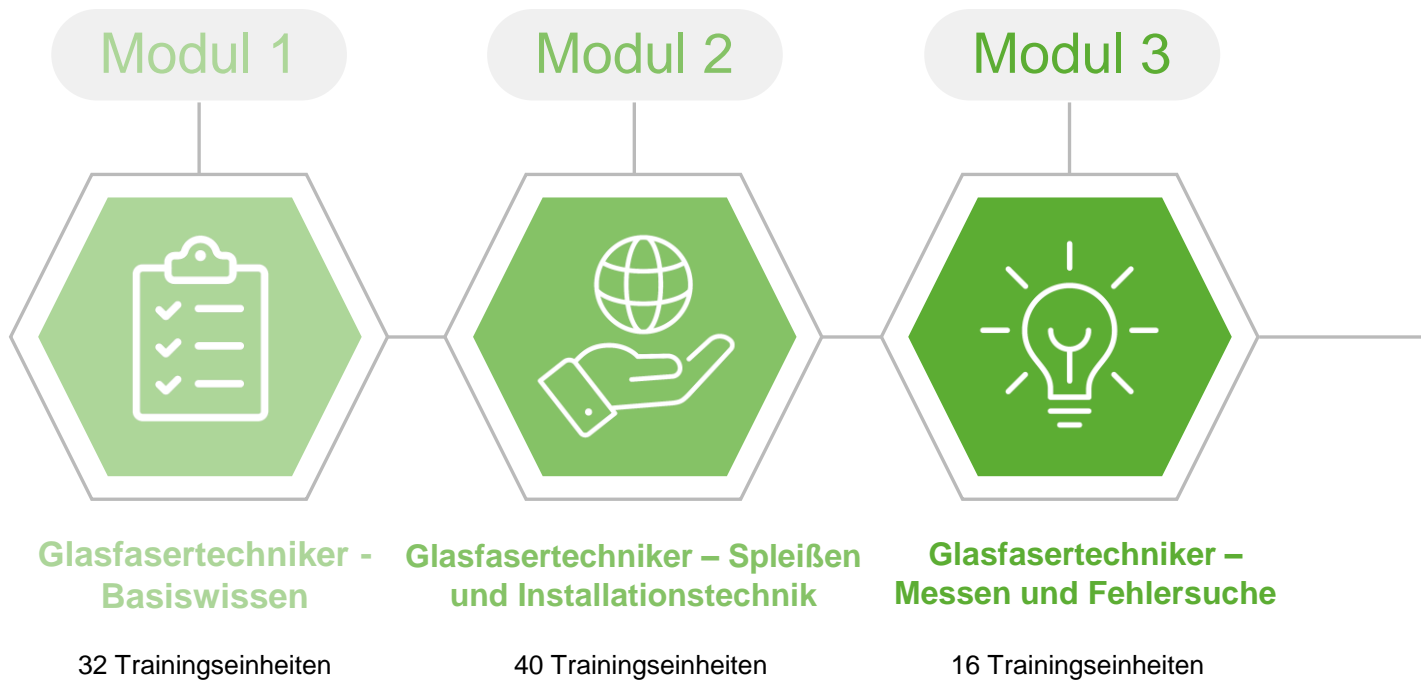 Modul 1
Modul 2
Modul 3
Glasfasertechniker -
Basiswissen
Glasfasertechniker – Spleißen
und Installationstechnik
Glasfasertechniker –
Messen und Fehlersuche
32 Trainingseinheiten
40 Trainingseinheiten
16 Trainingseinheiten